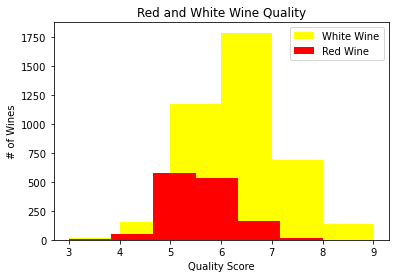 Red and White Wine Quality
White Wine
Red Wine
# of Wines
1750
1500
1250
1000
750
500
250
0
3 4 5 6 7 8 9
Quality Score